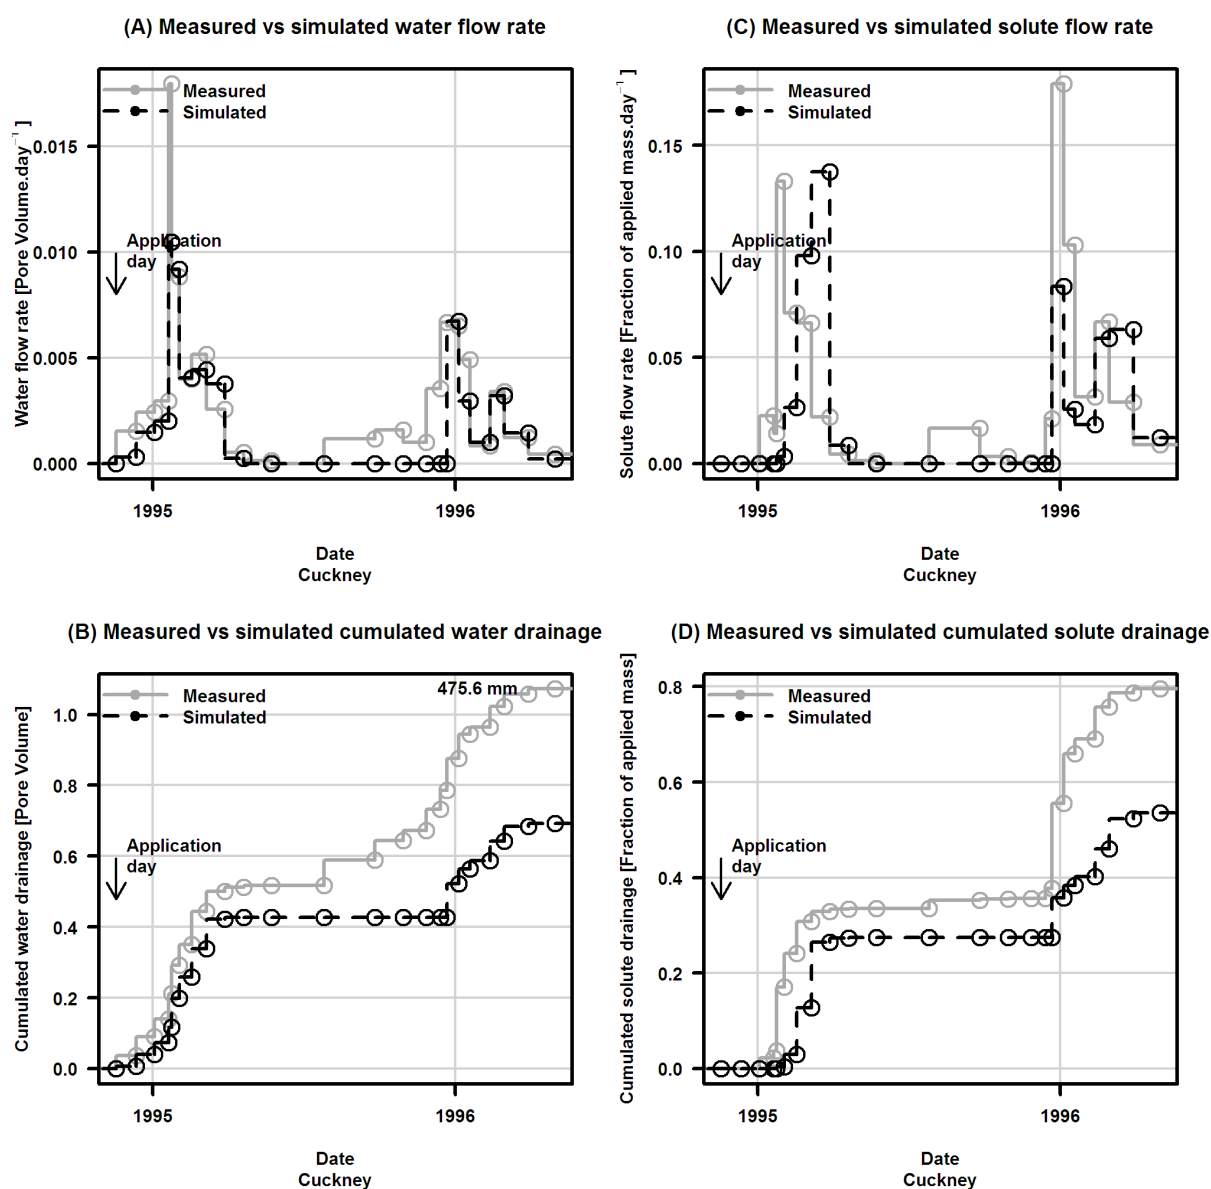 (A) Measured vs simulated water flow rate
Water flow rate [Pore Volume.day⁻¹ ]
Measured
Simulated
0.015
0.010
0.005
0.000
Application
day
1995
1996
Date
Cuckney
(C) Measured vs simulated solute flow rate
Solute flow rate [Fraction of applied mass.day⁻¹ ]
Measured
Simulated
0.15
0.10
0.05
0.00
Application
day
1995
1996
Date
Cuckney
(B) Measured vs simulated cumulated water drainage
Cumulated water drainage [Pore Volume]
Measured
Simulated
475.6 mm
1.0
0.8
0.6
0.4
0.2
0.0
Application
day
1995
1996
Date
Cuckney
(D) Measured vs simulated cumulated solute drainage
Cumulated solute drainage [Fraction of applied mass]
Measured
Simulated
0.8
0.6
0.4
0.2
0.0
Application
day
1995
1996
Date
Cuckney